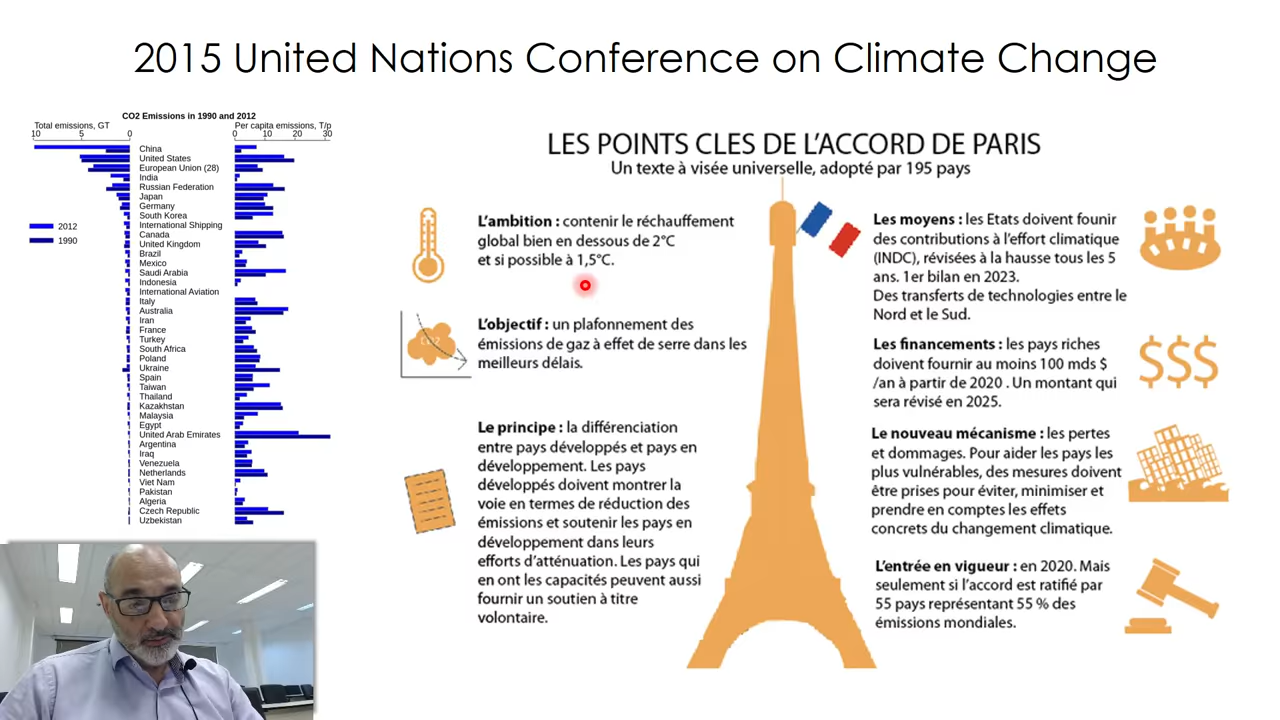 2015 United Nations Conference on Climate Change
CO2 Emissions in 1990 and 2012
Total emissions, GT
Per capita emissions, T/p
10 5 0
0 10 20 30
China
United States
European Union (28)
India
Russian Federation
Japan
Germany
South Korea
International Shipping
Canada
United Kingdom
Brazil
Mexico
Saudi Arabia
Indonesia
International Aviation
Italy
Australia
Iran
France
Turkey
South Africa
Poland
Ukraine
Spain
Taiwan
Thailand
Kazakhstan
Malaysia
Egypt
United Arab Emirates
Argentina
Iraq
Venezuela
Netherlands
Viet Nam
Pakistan
Algeria
Czech Republic
Uzbekistan
2012
1990
LES POINTS CLES DE L'ACCORD DE PARIS
Un texte à visée universelle, adopté par 195 pays
L'ambition : contenir le réchauffement
global bien en dessous de 2°C
et si possible à 1,5°C.
CO2
L'objectif : un plafonnement des
émissions de gaz à effet de serre dans les
meilleurs délais.
Le principe : la différenciation
entre pays développés et pays en
développement. Les pays
développés doivent montrer la
voie en termes de réduction des
émissions et soutenir les pays en
développement dans leurs
efforts d'atténuation. Les pays qui
en ont les capacités peuvent aussi
fournir un soutien à titre
volontaire.
Les moyens : les Etats doivent founir
des contributions à l'effort climatique
(INDC), révisées à la hausse tous les 5
ans. 1er bilan en 2023.
Des transferts de technologies entre le
Nord et le Sud.
Les financements : les pays riches
doivent fournir au moins 100 mds $
/an à partir de 2020 . Un montant qui
sera révisé en 2025.
$$$
Le nouveau mécanisme : les pertes
et dommages. Pour aider les pays les
plus vulnérables, des mesures doivent
être prises pour éviter, minimiser et
prendre en comptes les effets
concrets du changement climatique.
L'entrée en vigueur : en 2020. Mais
seulement si l'accord est ratifié par
55 pays représentant 55 % des
émissions mondiales.